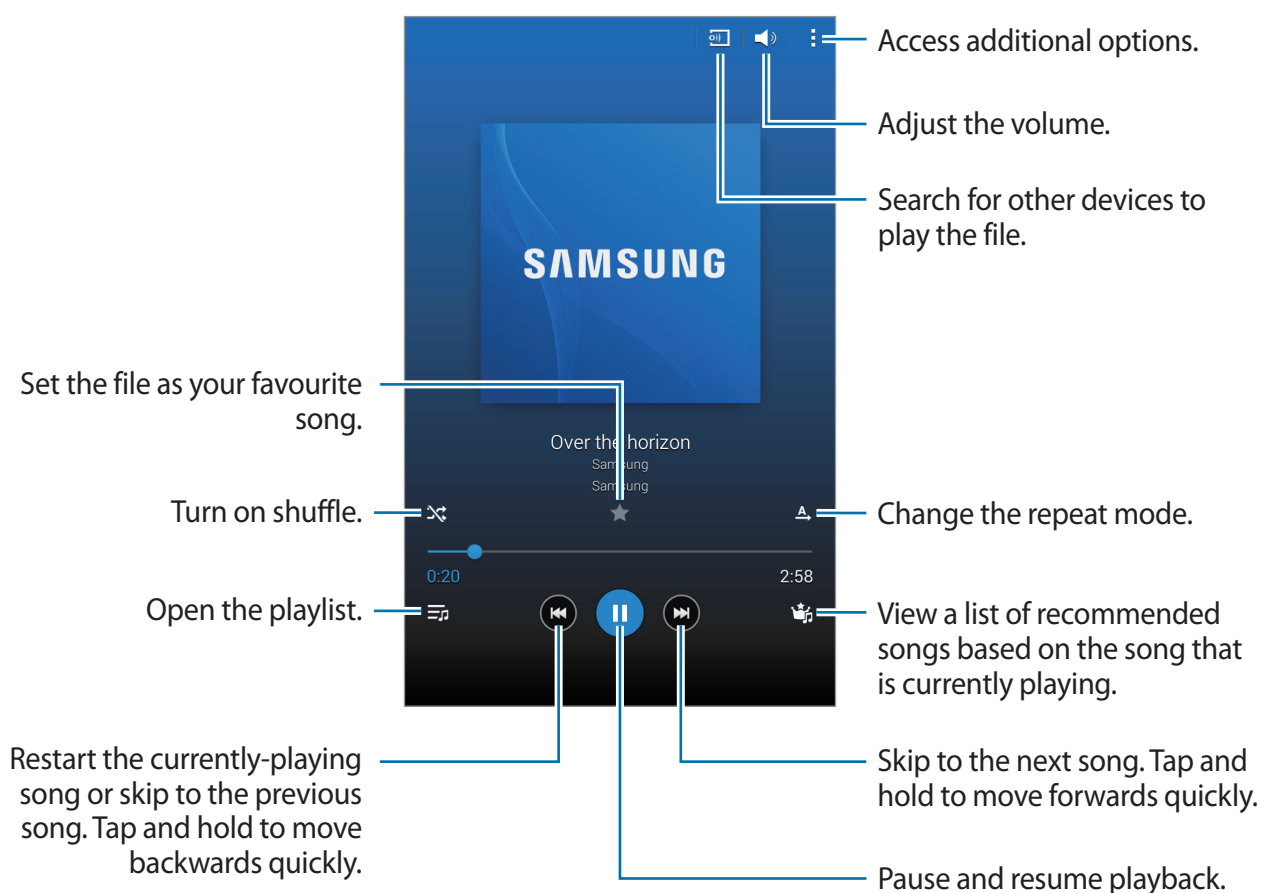 Access additional options.
Adjust the volume.
Search for other devices to
play the file.
SAMSUNG
Set the file as your favourite
song.
Over the horizon
Samsung
Samsung
Turn on shuffle.
A
Change the repeat mode.
0:20
2:58
Open the playlist.
View a list of recommended
songs based on the song that
is currently playing.
Restart the currently-playing
song or skip to the previous
song. Tap and hold to move
backwards quickly.
Skip to the next song. Tap and
hold to move forwards quickly.
Pause and resume playback.